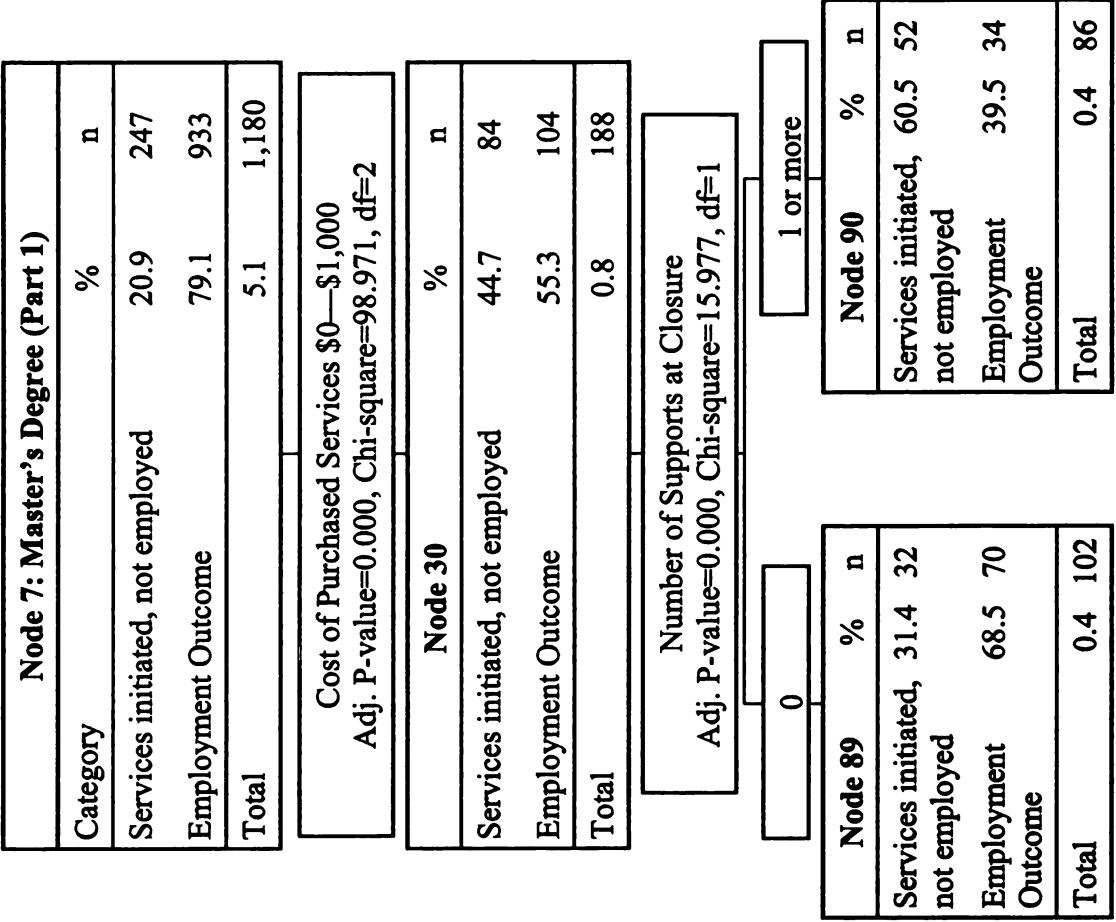 Node 7: Master's Degree (Part 1)
Category % n
Services initiated, not employed 20.9 247
Employment Outcome 79.1 933
Total 5.1 1,180
Cost of Purchased Services $0—$1,000
Adj. P-value=0.000, Chi-square=98.971, df=2
Node 30
% n
Services initiated, not employed 44.7 84
Employment Outcome 55.3 104
Total 0.8 188
Number of Supports at Closure
Adj. P-value=0.000, Chi-square=15.977, df=1
0
Node 89
% n
Services initiated, 31.4 32
not employed
Employment 68.5 70
Outcome
Total 0.4 102
1 or more
Node 90
% n
Services initiated, 60.5 52
not employed
Employment 39.5 34
Outcome
Total 0.4 86